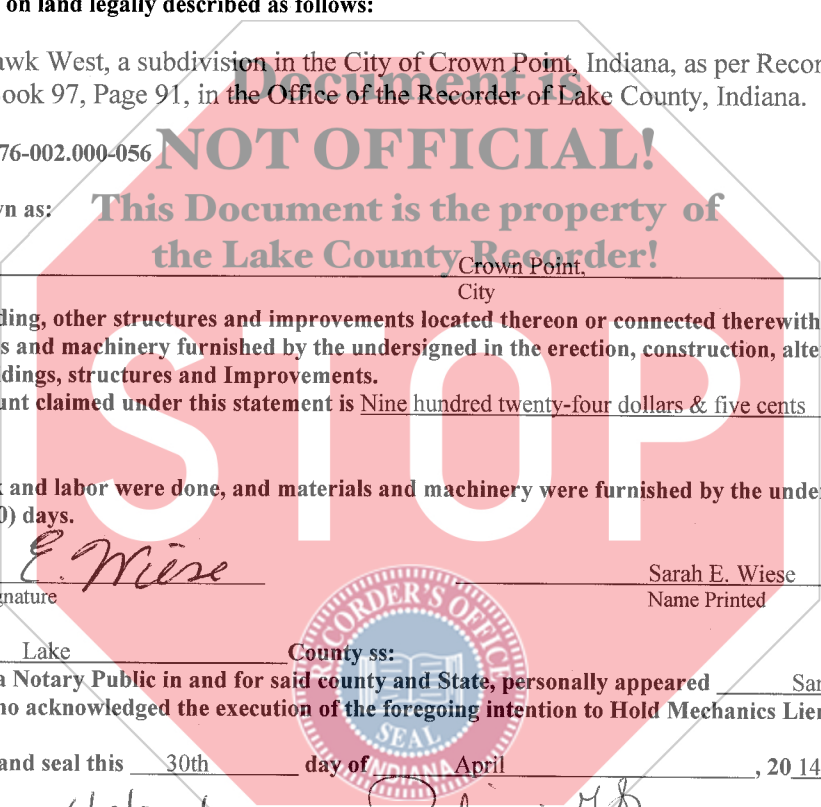 on land legally described as follows:
awk West, a subdivision in the City of Crown Point, Indiana, as per Recor
Document is
ook 97, Page 91, in the Office of the Recorder of Lake County, Indiana.
NOT OFFICIAL!
76-002.000-056
This Document is the property of
wn as:
the Lake County Recorder!
Crown Point,
City
ding, other structures and improvements located thereon or connected therewith
s and machinery furnished by the undersigned in the erection, construction, alte
dings, structures and Improvements.
unt claimed under this statement is Nine hundred twenty-four dollars & five cents
STOP
k and labor were done, and materials and machinery were furnished by the unde
0) days.
E. Wiese
Sarah E. Wiese
gnature
Name Printed
RECORDER'S OFFICE
Lake County ss:
a Notary Public in and for said county and State, personally appeared Sar
ho acknowledged the execution of the foregoing intention to Hold Mechanics Lien
SEAL
and seal this 30th day of April, 20 14
INDIANA